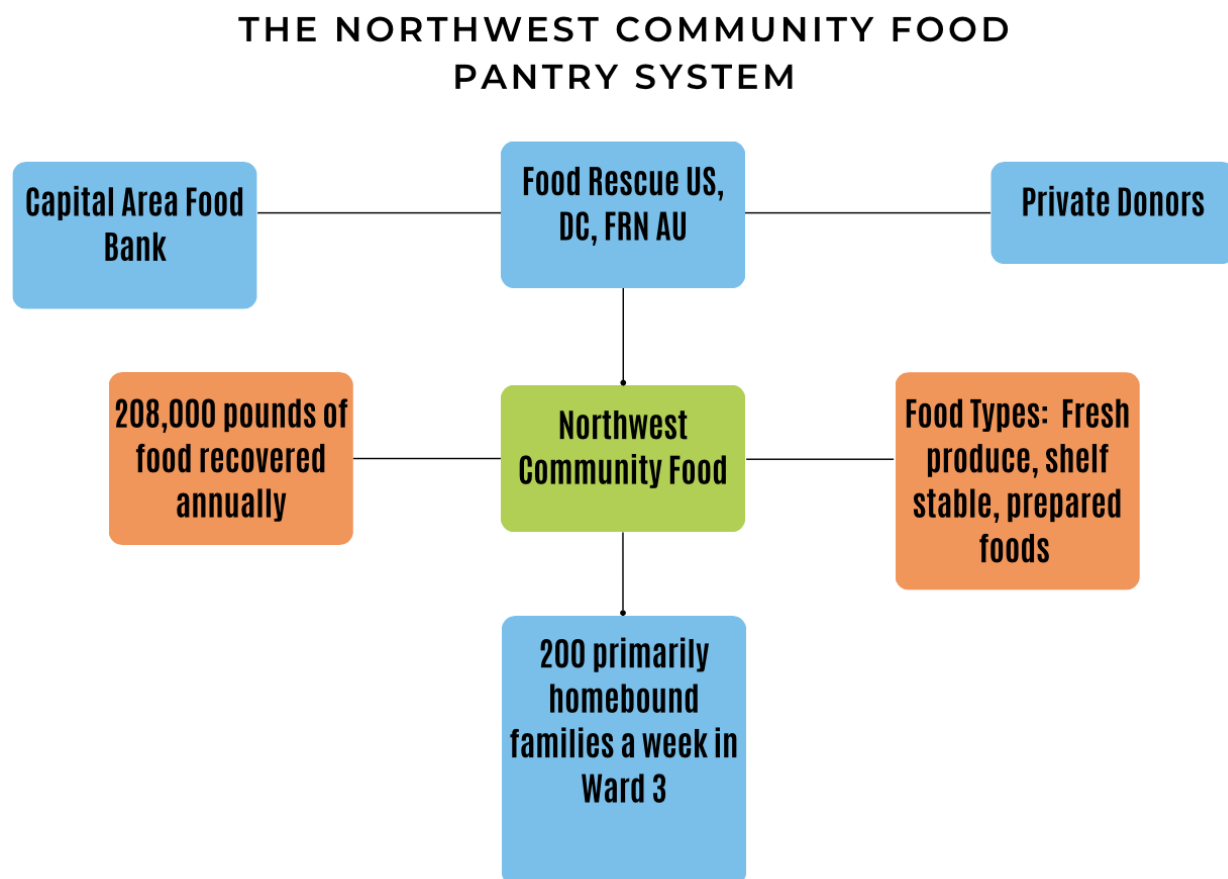 THE NORTHWEST COMMUNITY FOOD
PANTRY SYSTEM
Capital Area Food
Bank
Food Rescue US,
DC, FRN AU
Private Donors
208,000 pounds of
food recovered
annually
Northwest
Community Food
Food Types: Fresh
produce, shelf
stable, prepared
foods
200 primarily
homebound
families a week in
Ward 3